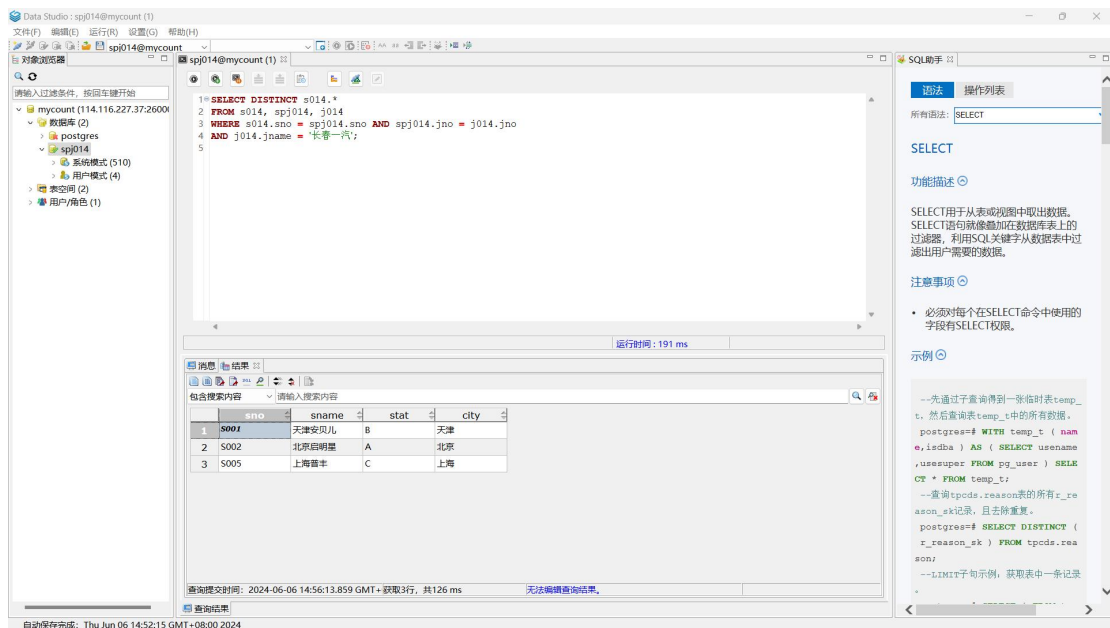 Data Studio : spj014@mycount (1)
文件(F) 编辑(E) 运行(R) 设置(G) 帮助(H)
spj014@mycount
对象浏览器
请输入过滤条件，按回车键开始
mycount (114.116.227.37:2600
数据库 (2)
postgres
spj014
系统模式 (510)
用户模式 (4)
表空间 (2)
用户/角色 (1)
spj014@mycount (1)
1 SELECT DISTINCT s014.*
2 FROM s014, spj014, j014
3 WHERE s014.sno = spj014.sno AND spj014.jno = j014.jno
4 AND j014.jname = '长春一汽';
5
运行时间 : 191 ms
消息 结果
包含搜索内容 请输入搜索内容
sno sname stat city
1 S001 天津安贝儿 B 天津
2 S002 北京启明星 A 北京
3 S005 上海晋丰 C 上海
查询提交时间：2024-06-06 14:56:13.859 GMT+ 获取3行，共126 ms 无法编辑查询结果。
查询结果
SQL助手
语法 操作列表
所有语法: SELECT
SELECT
功能描述
SELECT用于从表或视图中取出数据。
SELECT语句就像叠加在数据库表上的
过滤器，利用SQL关键字从数据表中过
滤出用户需要的数据。
注意事项
• 必须对每个在SELECT命令中使用的
字段有SELECT权限。
示例
--先通过子查询得到一张临时表temp_
t，然后查询表temp_t中的所有数据。
postgres=# WITH temp_t ( nam
e,isdba ) AS ( SELECT usename
,usesuper FROM pg_user ) SELE
CT * FROM temp_t;
--查询tpcds.reason表的所有r_re
ason_sk记录，且去除重复。
postgres=# SELECT DISTINCT (
r_reason_sk ) FROM tpcds.rea
son;
--LIMIT子句示例，获取表中一条记录
。
自动保存完成：Thu Jun 06 14:52:15 GMT+08:00 2024